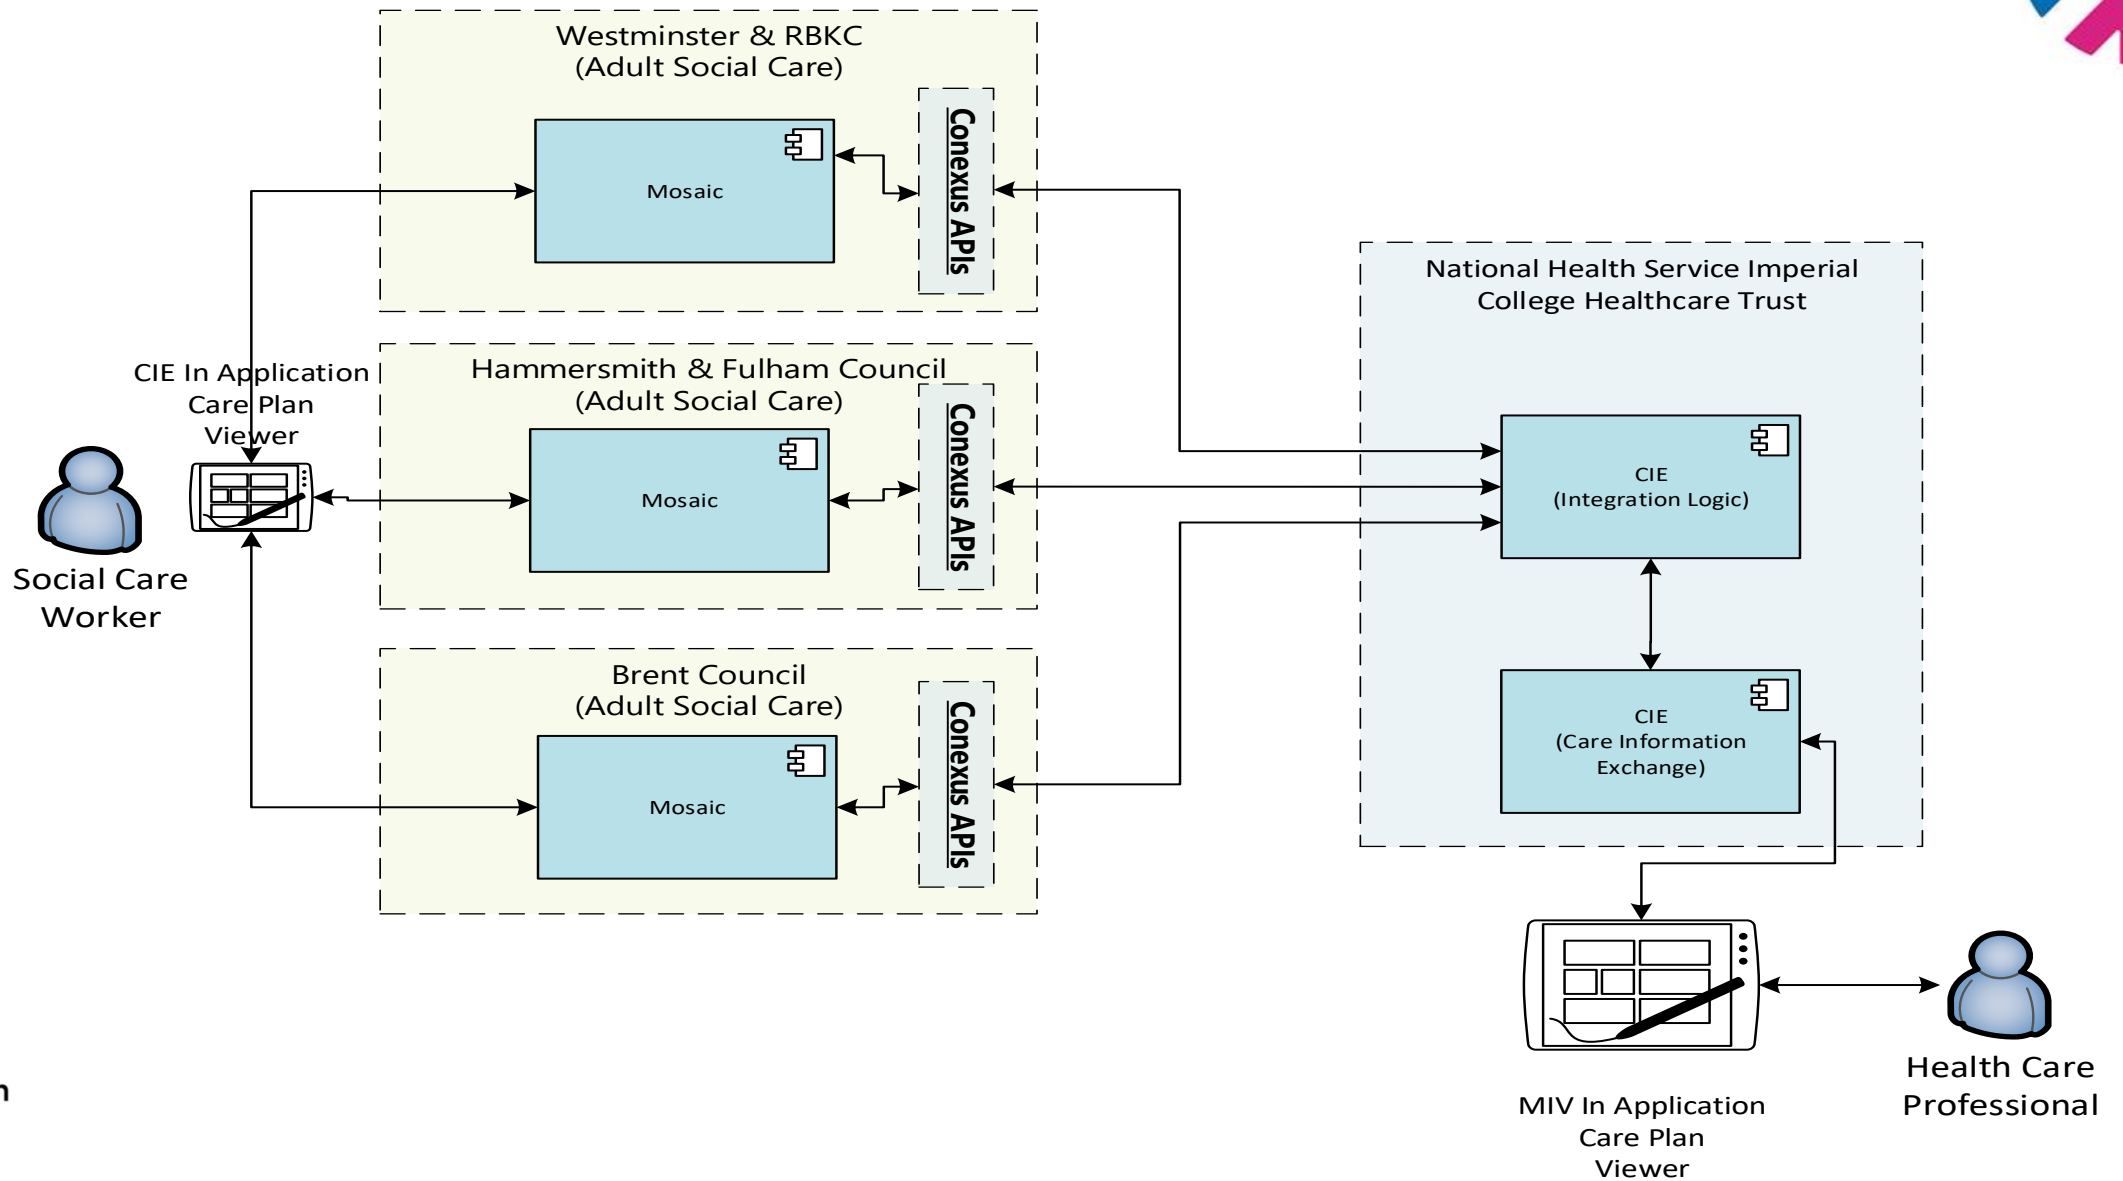 Westminster & RBKC
(Adult Social Care)
Mosaic
Conexus APIs
CIE In Application
Care Plan
Viewer
Social Care
Worker
Hammersmith & Fulham Council
(Adult Social Care)
Mosaic
Conexus APIs
Brent Council
(Adult Social Care)
Mosaic
Conexus APIs
National Health Service Imperial
College Healthcare Trust
CIE
(Integration Logic)
CIE
(Care Information
Exchange)
MIV In Application
Care Plan
Viewer
Health Care
Professional